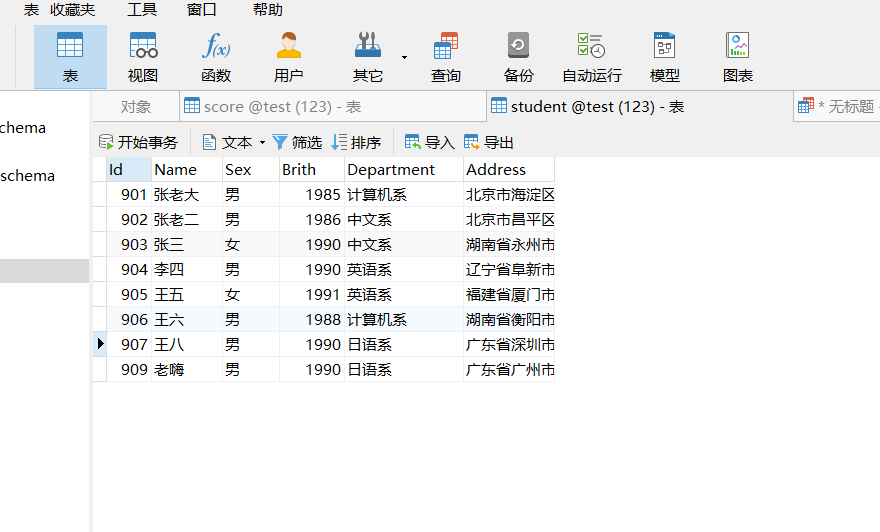 表 收藏夹 工具 窗口 帮助
表 视图 函数 用户 其它 查询 备份 自动运行 模型 图表
对象 score @test (123) - 表 student @test (123) - 表 * 无标题 -
chema
schema
开始事务 文本 筛选 排序 导入 导出
Id Name Sex Brith Department Address
901 张老大 男 1985 计算机系 北京市海淀区
902 张老二 男 1986 中文系 北京市昌平区
903 张三 女 1990 中文系 湖南省永州市
904 李四 男 1990 英语系 辽宁省阜新市
905 王五 女 1991 英语系 福建省厦门市
906 王六 男 1988 计算机系 湖南省衡阳市
907 王八 男 1990 日语系 广东省深圳市
909 老嗨 男 1990 日语系 广东省广州市